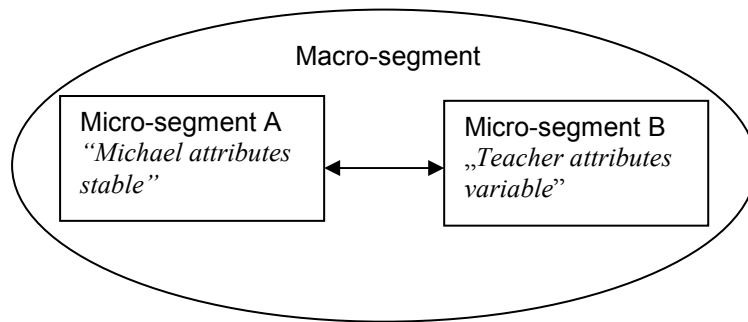 Macro-segment
Micro-segment A
“Michael attributes
stable”
Micro-segment B
„Teacher attributes
variable”